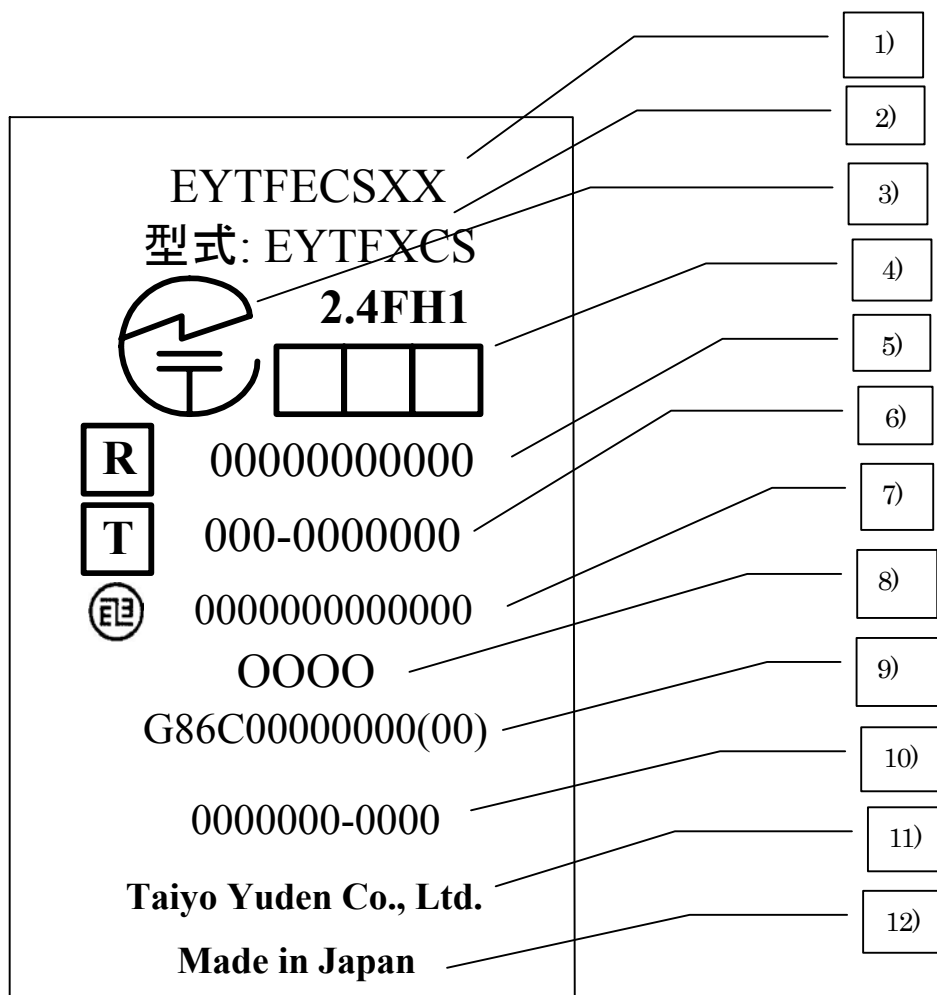 1)
2)
EYTFECSXX
3)
型式: EYTFXCS
4)
2.4FH1
5)
6)
R 00000000000
7)
T 000-0000000
8)
0000000000000
OOOO
9)
G86C00000000(00)
10)
0000000-0000
11)
Taiyo Yuden Co., Ltd.
12)
Made in Japan